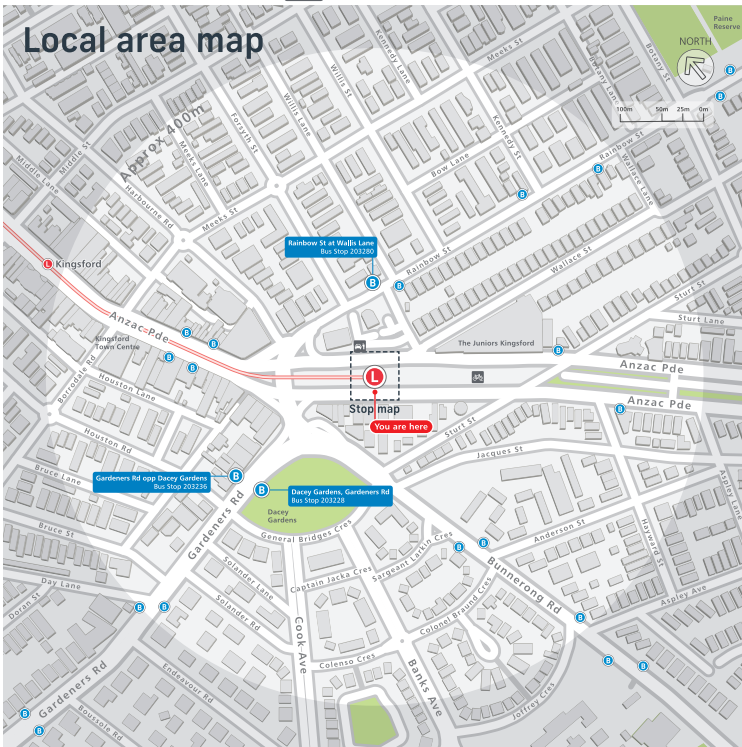 Local area map
Paine
Reserve
NORTH
100m 50m 25m 0m
Approx 400m
Kennedy Lane
Meeks St
Botany St
Botany Lane
Willis St
Willis Lane
Forsyth St
Kennedy St
Rainbow St
Wallace Lane
Middle St
Middle Lane
Meeks Lane
Bow Lane
Harbourne Rd
Meeks St
Rainbow St at Wallis Lane
Bus Stop 203280
Rainbow St
Wallace St
L
Kingsford
B
Sturt St
Sturt Lane
Anzac Pde
Kingsford
Town Centre
The Juniors Kingsford
Anzac Pde
Borrodale Rd
Houston Lane
L
Anzac Pde
Stop map
You are here
Sturt St
Houston Rd
Jacques St
Bruce Lane
Gardeners Rd opp Dacey Gardens
Bus Stop 203236
B
B
Dacey Gardens, Gardeners Rd
Bus Stop 203228
Aspley Lane
Dacey
Gardens
Gardeners Rd
Bruce St
General Bridges Cres
Anderson St
Hayward St
Day Lane
Solander Lane
Captain Jacka Cres
Sargeant Larkin Cres
Bunnerong Rd
Doran St
Solander Rd
Cook Ave
Colonel Braund Cres
Aspley Ave
Colenso Cres
Banks Ave
Endeavour Rd
Gardeners Rd
Joffrey Cres
Boussole Rd